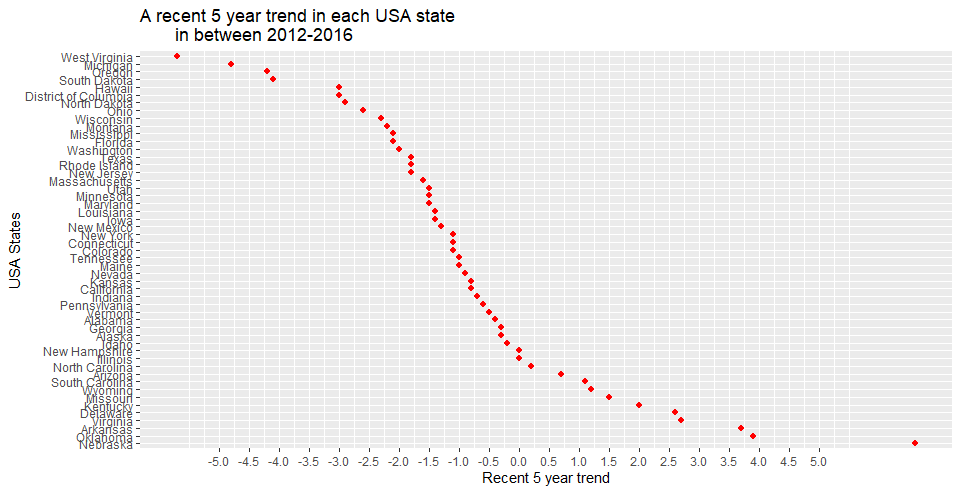 A recent 5 year trend in each USA state
in between 2012-2016
USA States
West Virginia
Michigan
Oregon
South Dakota
Hawaii
District of Columbia
North Dakota
Ohio
Wisconsin
Montana
Mississippi
Florida
Washington
Texas
Rhode Island
New Jersey
Massachusetts
Utah
Minnesota
Maryland
Louisiana
Iowa
New Mexico
New York
Connecticut
Colorado
Tennessee
Maine
Nevada
Kansas
California
Indiana
Pennsylvania
Vermont
Alabama
Georgia
Alaska
Idaho
New Hampshire
Illinois
North Carolina
Arizona
South Carolina
Wyoming
Missouri
Kentucky
Delaware
Virginia
Arkansas
Oklahoma
Nebraska
-5.0 -4.5 -4.0 -3.5 -3.0 -2.5 -2.0 -1.5 -1.0 -0.5 0.0 0.5 1.0 1.5 2.0 2.5 3.0 3.5 4.0 4.5 5.0
Recent 5 year trend